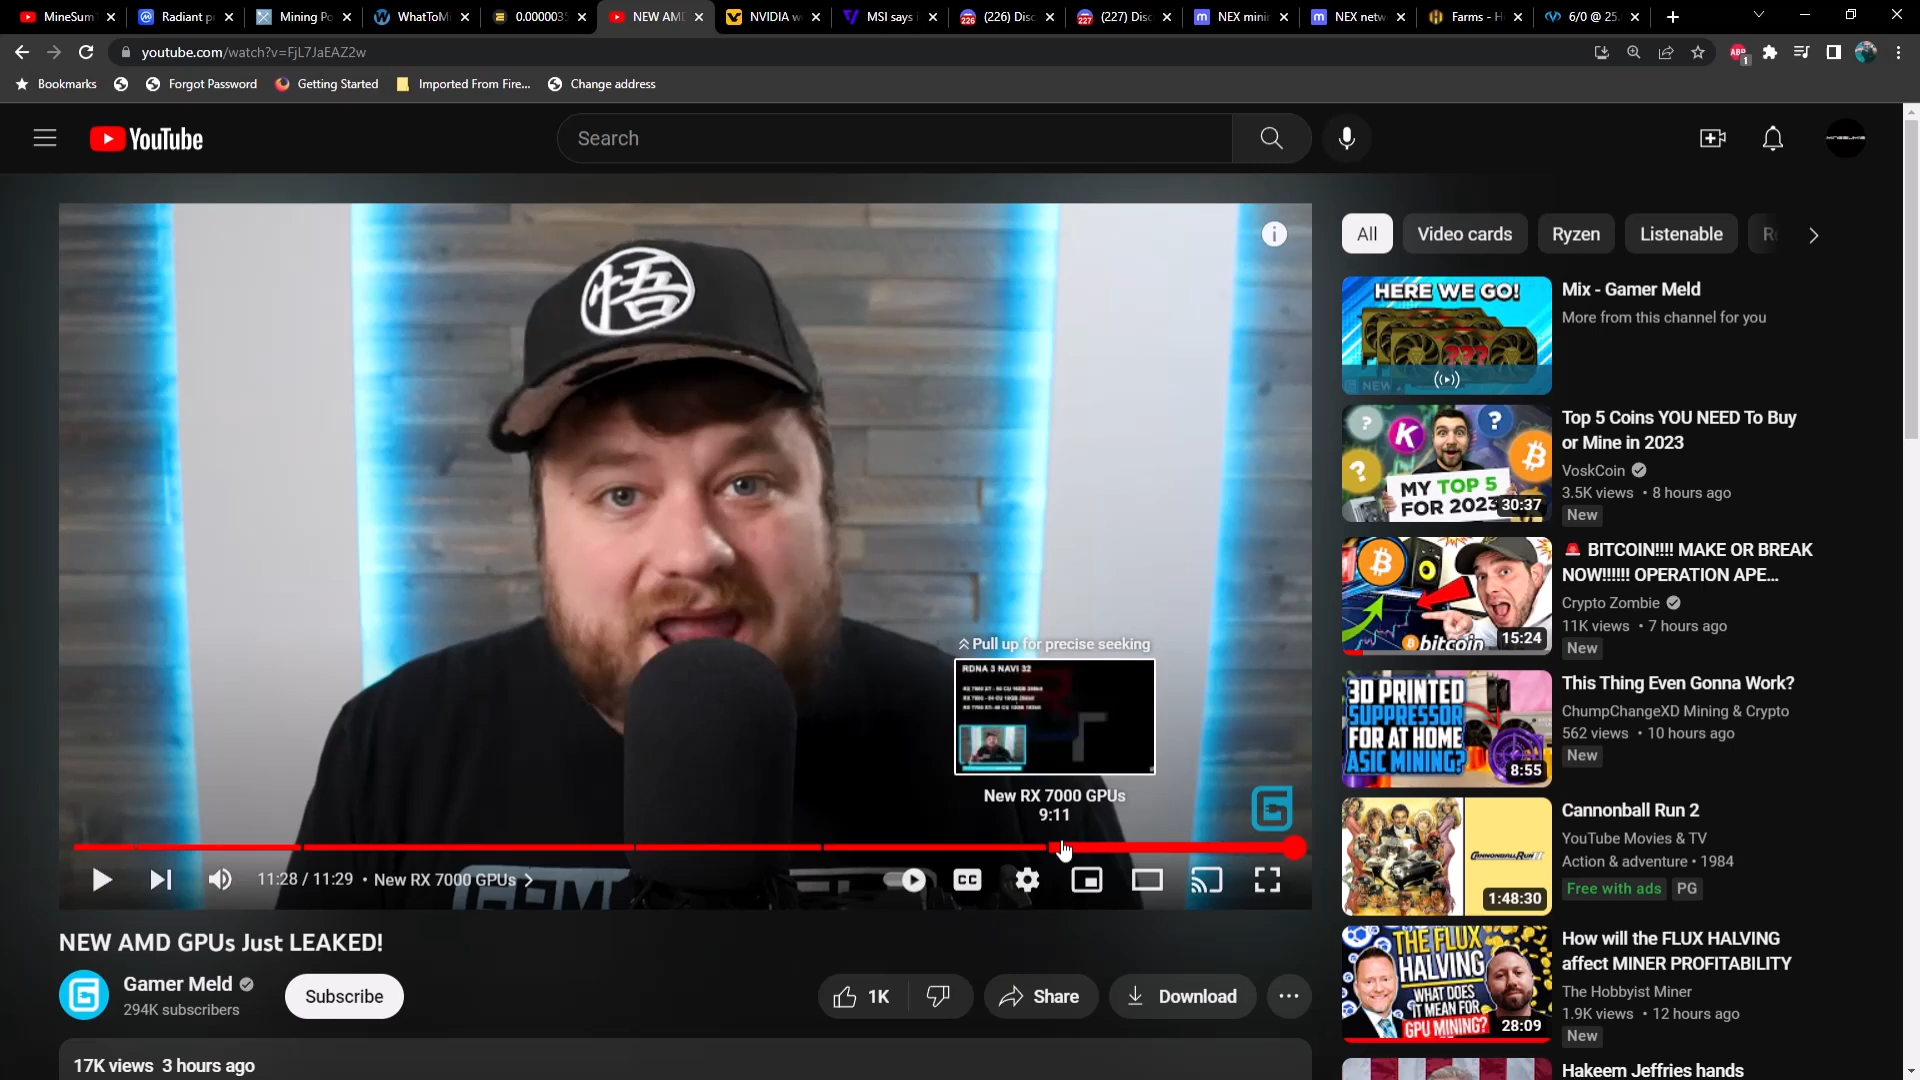 MineSum
Radiant p
Mining Po
WhatToMi
0.0000035
NEW AMD
NVIDIA w
MSI says i
(226) Disc
(227) Disc
NEX mini
NEX netw
Farms - H
6/0 @ 25.
youtube.com/watch?v=FjL7JaEAZ2w
ABP
1
Bookmarks
Forgot Password
Getting Started
Imported From Fire...
Change address
YouTube
Search
悟
All
Video cards
Ryzen
Listenable
HERE WE GO!
???
NEW
Mix - Gamer Meld
More from this channel for you
MY TOP 5
FOR 2023
30:37
Top 5 Coins YOU NEED To Buy
or Mine in 2023
VoskCoin
3.5K views • 8 hours ago
New
bitcoin
15:24
🚨 BITCOIN!!!! MAKE OR BREAK
NOW!!!!!! OPERATION APE...
Crypto Zombie
11K views • 7 hours ago
New
3D PRINTED
SUPPRESSOR
FOR AT HOME
ASIC MINING?
8:55
This Thing Even Gonna Work?
ChumpChangeXD Mining & Crypto
562 views • 10 hours ago
New
CANNONBALL RUN II
1:48:30
Cannonball Run 2
YouTube Movies & TV
Action & adventure • 1984
Free with ads
PG
THE FLUX
HALVING
WHAT DOES
IT MEAN FOR
GPU MINING?
28:09
How will the FLUX HALVING
affect MINER PROFITABILITY
The Hobbyist Miner
1.9K views • 12 hours ago
New
Hakeem Jeffries hands
Pull up for precise seeking
RDNA 3 NAVI 32
New RX 7000 GPUs
9:11
11:28 / 11:29 • New RX 7000 GPUs
CC
NEW AMD GPUs Just LEAKED!
Gamer Meld
294K subscribers
Subscribe
1K
Share
Download
17K views 3 hours ago